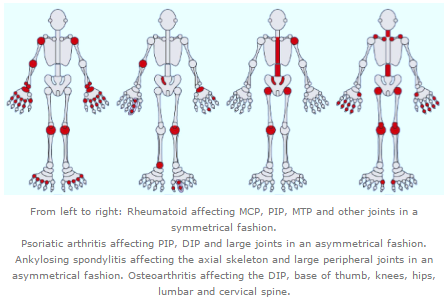 From left to right: Rheumatoid affecting MCP, PIP, MTP and other joints in a
symmetrical fashion.
Psoriatic arthritis affecting PIP, DIP and large joints in an asymmetrical fashion.
Ankylosing spondylitis affecting the axial skeleton and large peripheral joints in an
asymmetrical fashion. Osteoarthritis affecting the DIP, base of thumb, knees, hips,
lumbar and cervical spine.